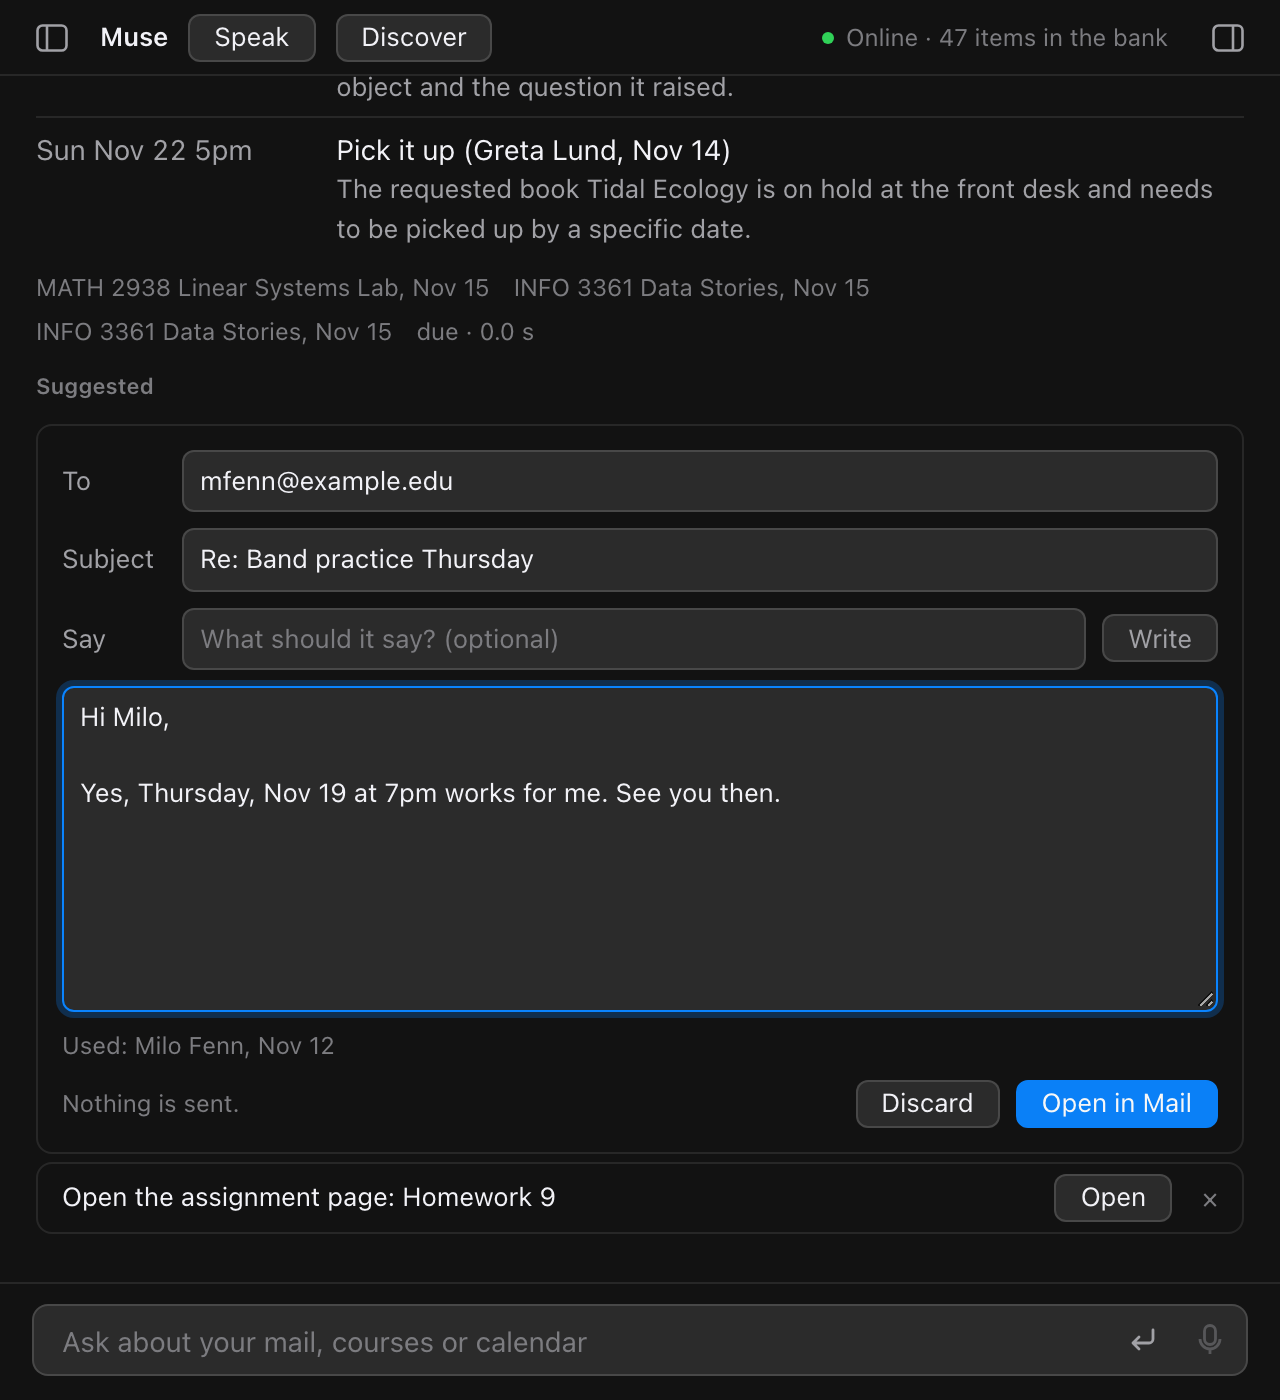 Muse Speak Discover Online · 47 items in the bank
object and the question it raised.
Sun Nov 22 5pm Pick it up (Greta Lund, Nov 14)
The requested book Tidal Ecology is on hold at the front desk and needs
to be picked up by a specific date.
MATH 2938 Linear Systems Lab, Nov 15 INFO 3361 Data Stories, Nov 15
INFO 3361 Data Stories, Nov 15 due · 0.0 s
Suggested
To mfenn@example.edu
Subject Re: Band practice Thursday
Say What should it say? (optional) Write
Hi Milo,
Yes, Thursday, Nov 19 at 7pm works for me. See you then.
Used: Milo Fenn, Nov 12
Nothing is sent. Discard Open in Mail
Open the assignment page: Homework 9 Open ×
Ask about your mail, courses or calendar